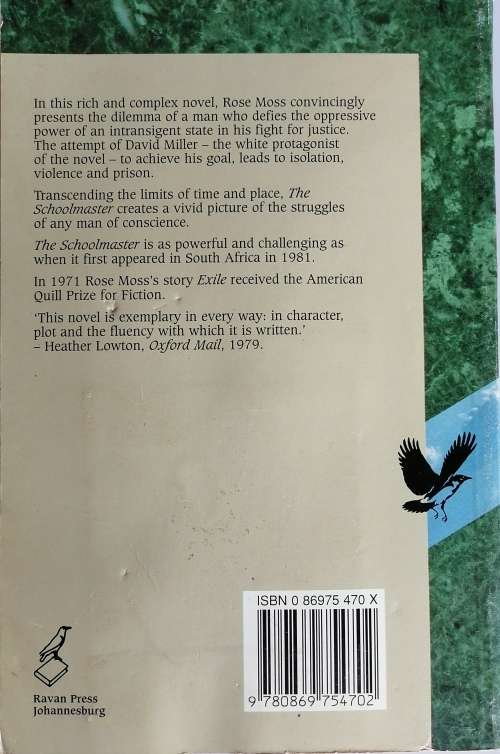 In this rich and complex novel, Rose Moss convincingly
presents the dilemma of a man who defies the oppressive
power of an intransigent state in his fight for justice.
The attempt of David Miller – the white protagonist
of the novel – to achieve his goal, leads to isolation,
violence and prison.
Transcending the limits of time and place, The
Schoolmaster creates a vivid picture of the struggles
of any man of conscience.
The Schoolmaster is as powerful and challenging as
when it first appeared in South Africa in 1981.
In 1971 Rose Moss's story Exile received the American
Quill Prize for Fiction.
'This novel is exemplary in every way: in character,
plot and the fluency with which it is written.'
– Heather Lowton, Oxford Mail, 1979.
ISBN 0 86975 470 X
9 780869 754702
Ravan Press
Johannesburg